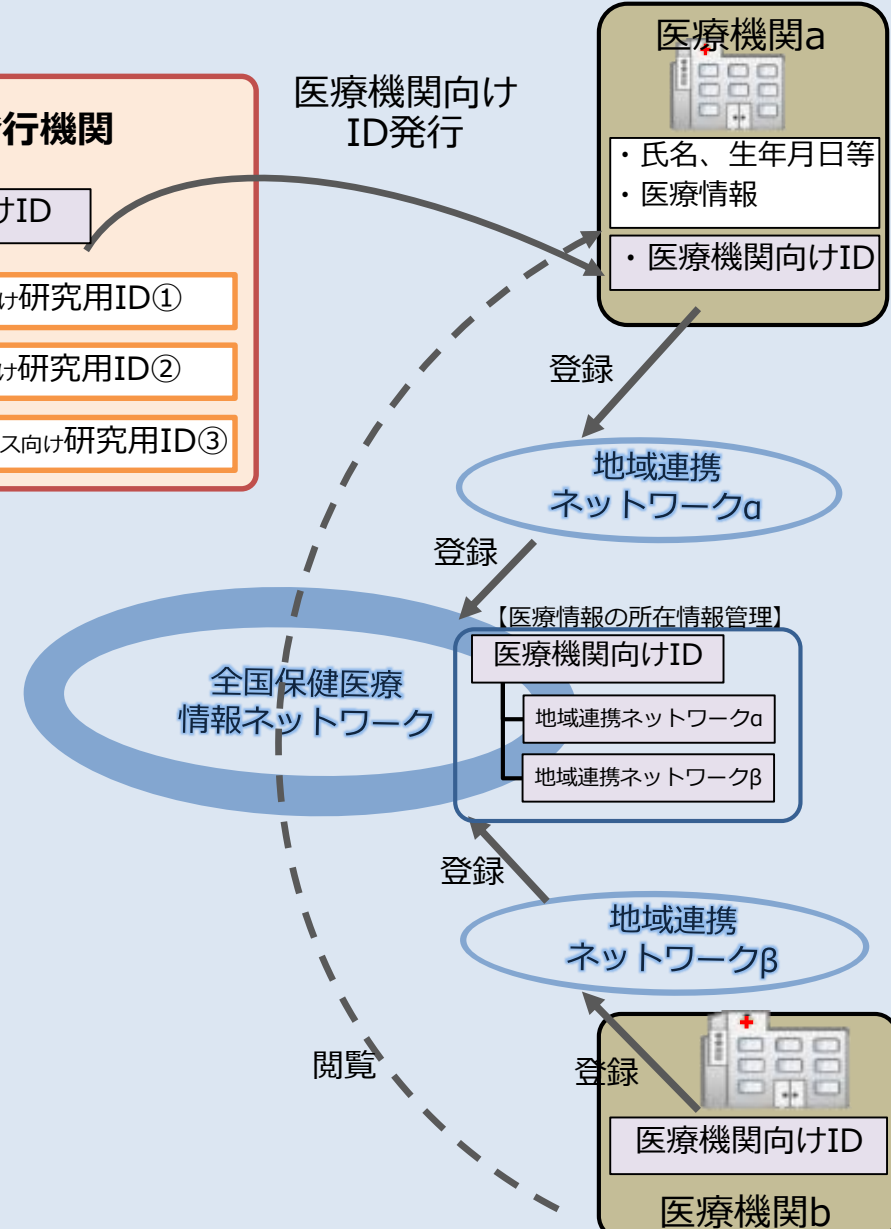 医療機関a
医療機関向け
ID発行
行機関
・氏名、生年月日等
・医療情報
けID
・医療機関向けID
け研究用ID①
け研究用ID②
ス向け研究用ID③
登録
地域連携
ネットワークα
登録
【医療情報の所在情報管理】
医療機関向けID
全国保健医療
情報ネットワーク
地域連携ネットワークα
地域連携ネットワークβ
登録
地域連携
ネットワークβ
閲覧
登録
医療機関向けID
医療機関b